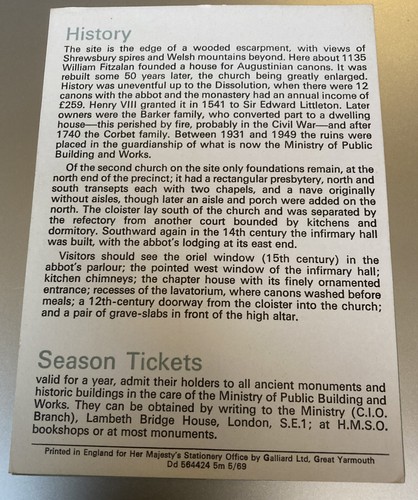 History
The site is the edge of a wooded escarpment, with views of
Shrewsbury spires and Welsh mountains beyond. Here about 1135
William Fitzalan founded a house for Augustinian canons. It was
rebuilt some 50 years later, the church being greatly enlarged.
History was uneventful up to the Dissolution, when there were 12
canons with the abbot and the monastery had an annual income of
£259. Henry VIII granted it in 1541 to Sir Edward Littleton. Later
owners were the Barker family, who converted part to a dwelling
house—this perished by fire, probably in the Civil War—and after
1740 the Corbet family. Between 1931 and 1949 the ruins were
placed in the guardianship of what is now the Ministry of Public
Building and Works.
Of the second church on the site only foundations remain, at the
north end of the precinct; it had a rectangular presbytery, north and
south transepts each with two chapels, and a nave originally
without aisles, though later an aisle and porch were added on the
north. The cloister lay south of the church and was separated by
the refectory from another court bounded by kitchens and
dormitory. Southward again in the 14th century the infirmary hall
was built, with the abbot's lodging at its east end.
Visitors should see the oriel window (15th century) in the
abbot's parlour; the pointed west window of the infirmary hall;
kitchen chimneys; the chapter house with its finely ornamented
entrance; recesses of the lavatorium, where canons washed before
meals; a 12th-century doorway from the cloister into the church;
and a pair of grave-slabs in front of the high altar.
Season Tickets
valid for a year, admit their holders to all ancient monuments and
historic buildings in the care of the Ministry of Public Building and
Works. They can be obtained by writing to the Ministry (C.I.O.
Branch), Lambeth Bridge House, London, S.E.1; at H.M.S.O.
bookshops or at most monuments.
Printed in England for Her Majesty's Stationery Office by Galliard Ltd, Great Yarmouth
Dd 564424 5m 5/69